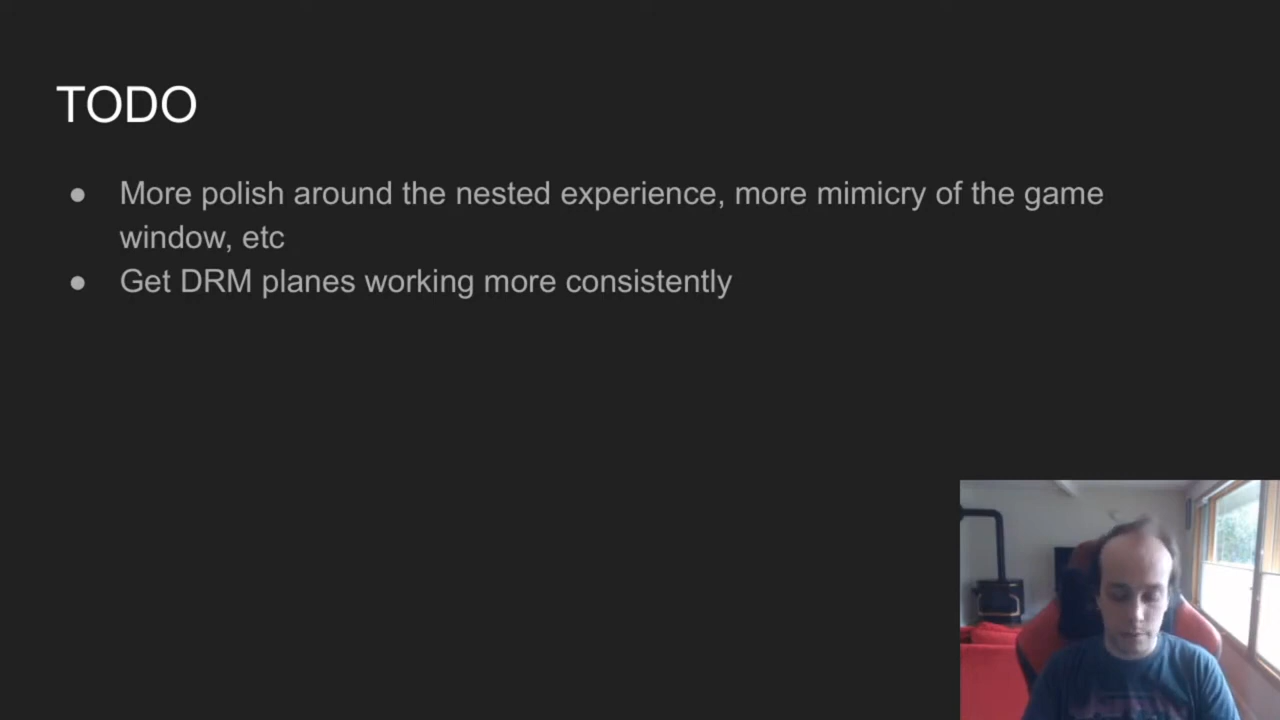 TODO
● More polish around the nested experience, more mimicry of the game
window, etc
● Get DRM planes working more consistently